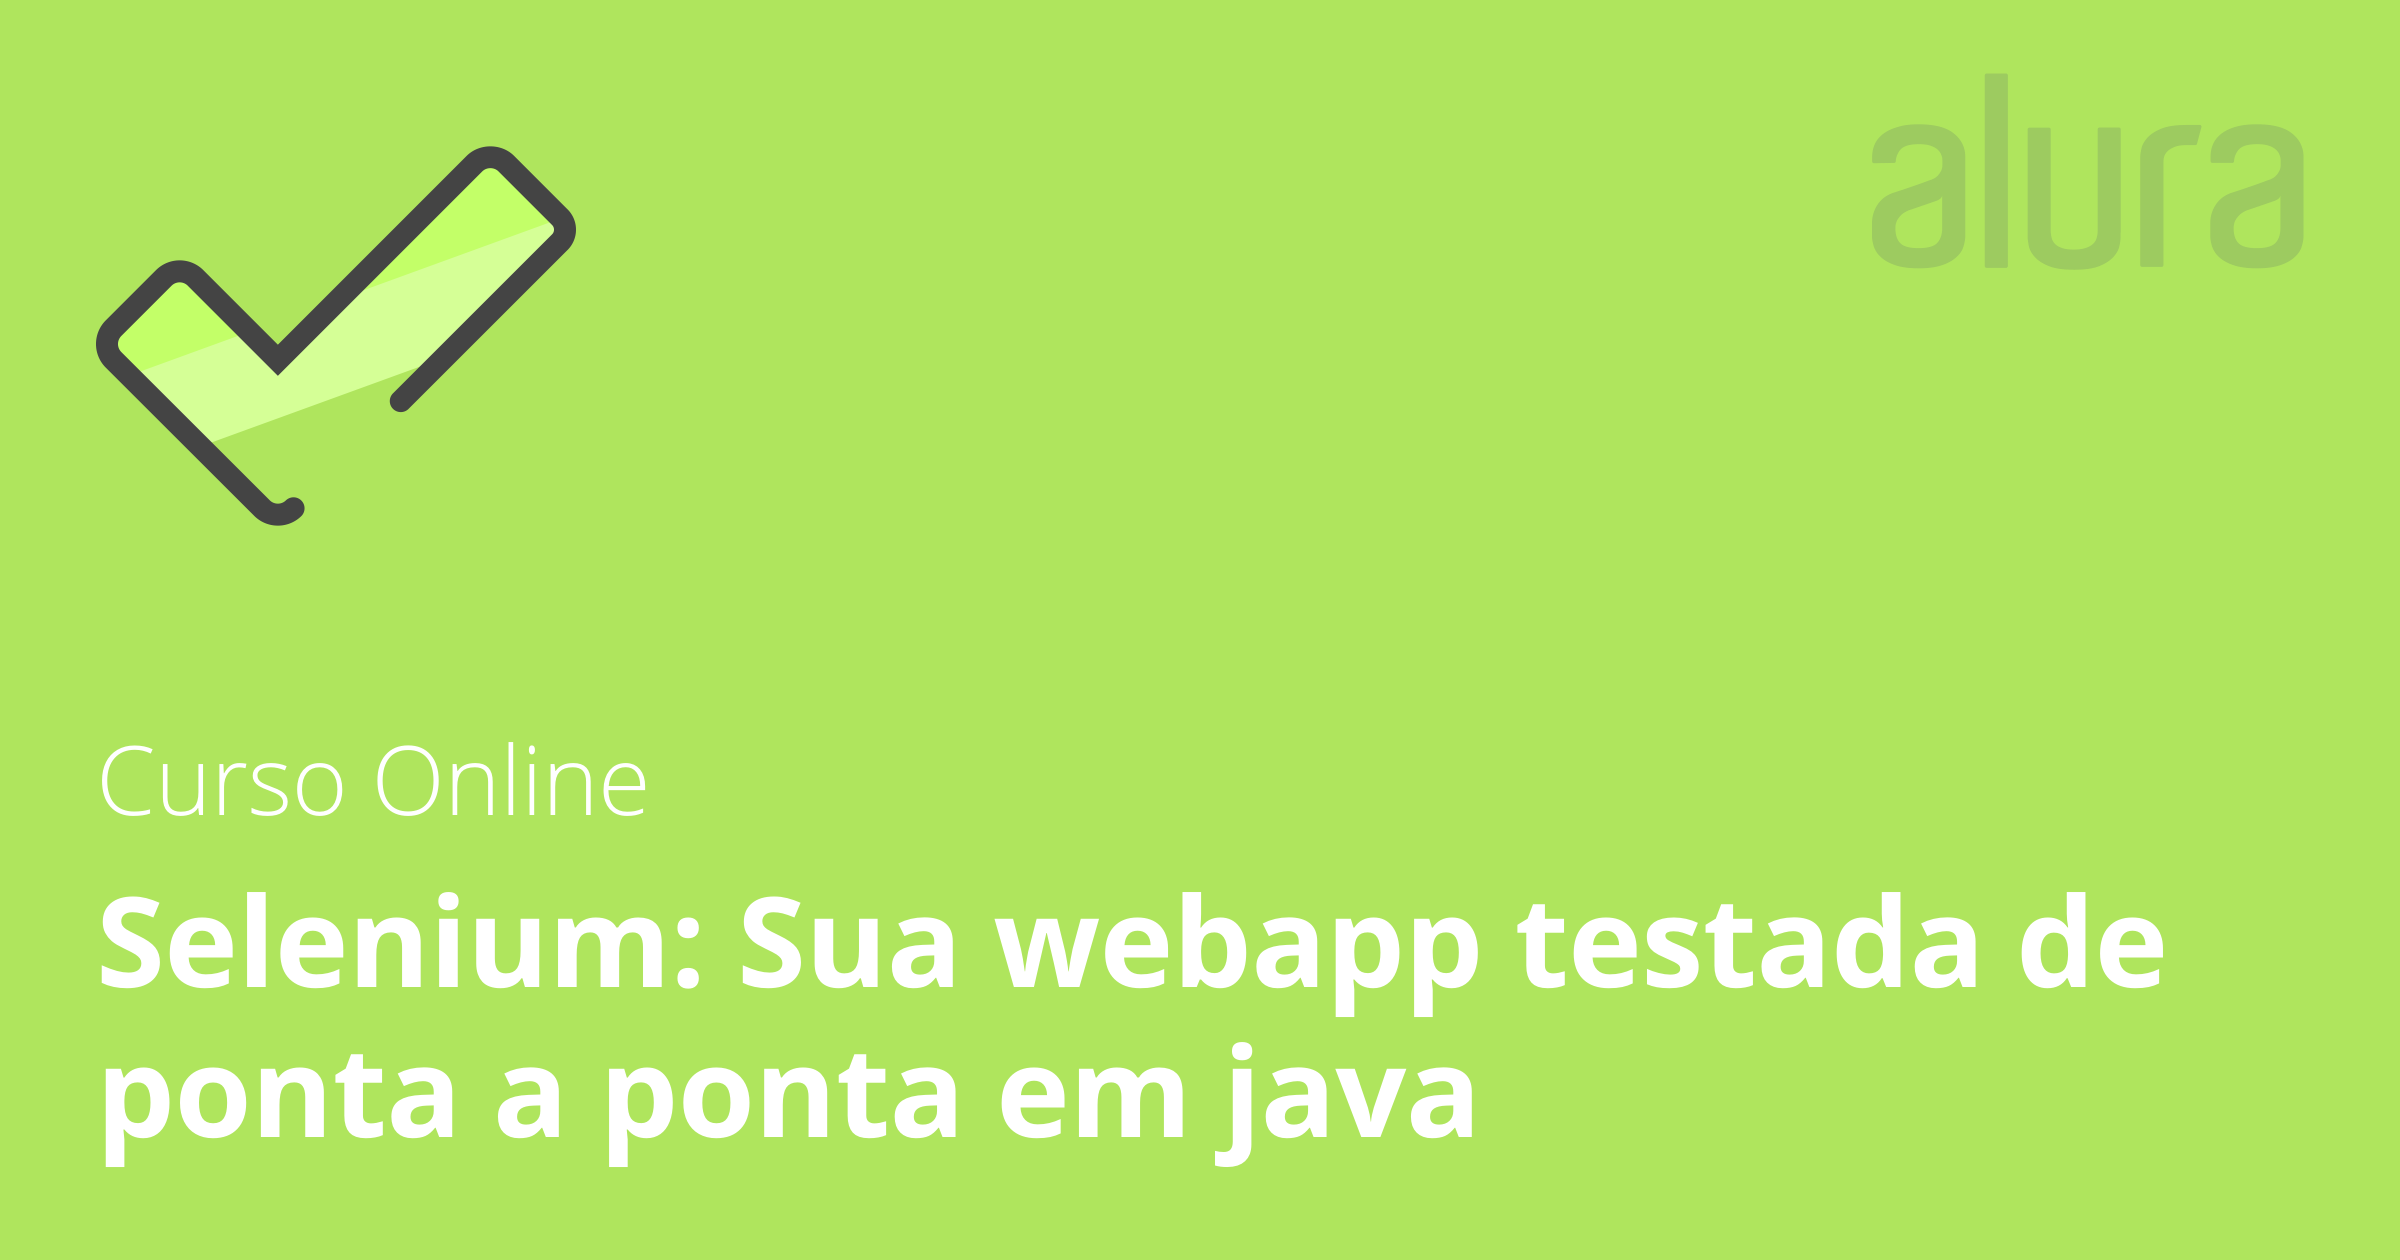 alura
Curso Online
Selenium: Sua webapp testada de
ponta a ponta em java